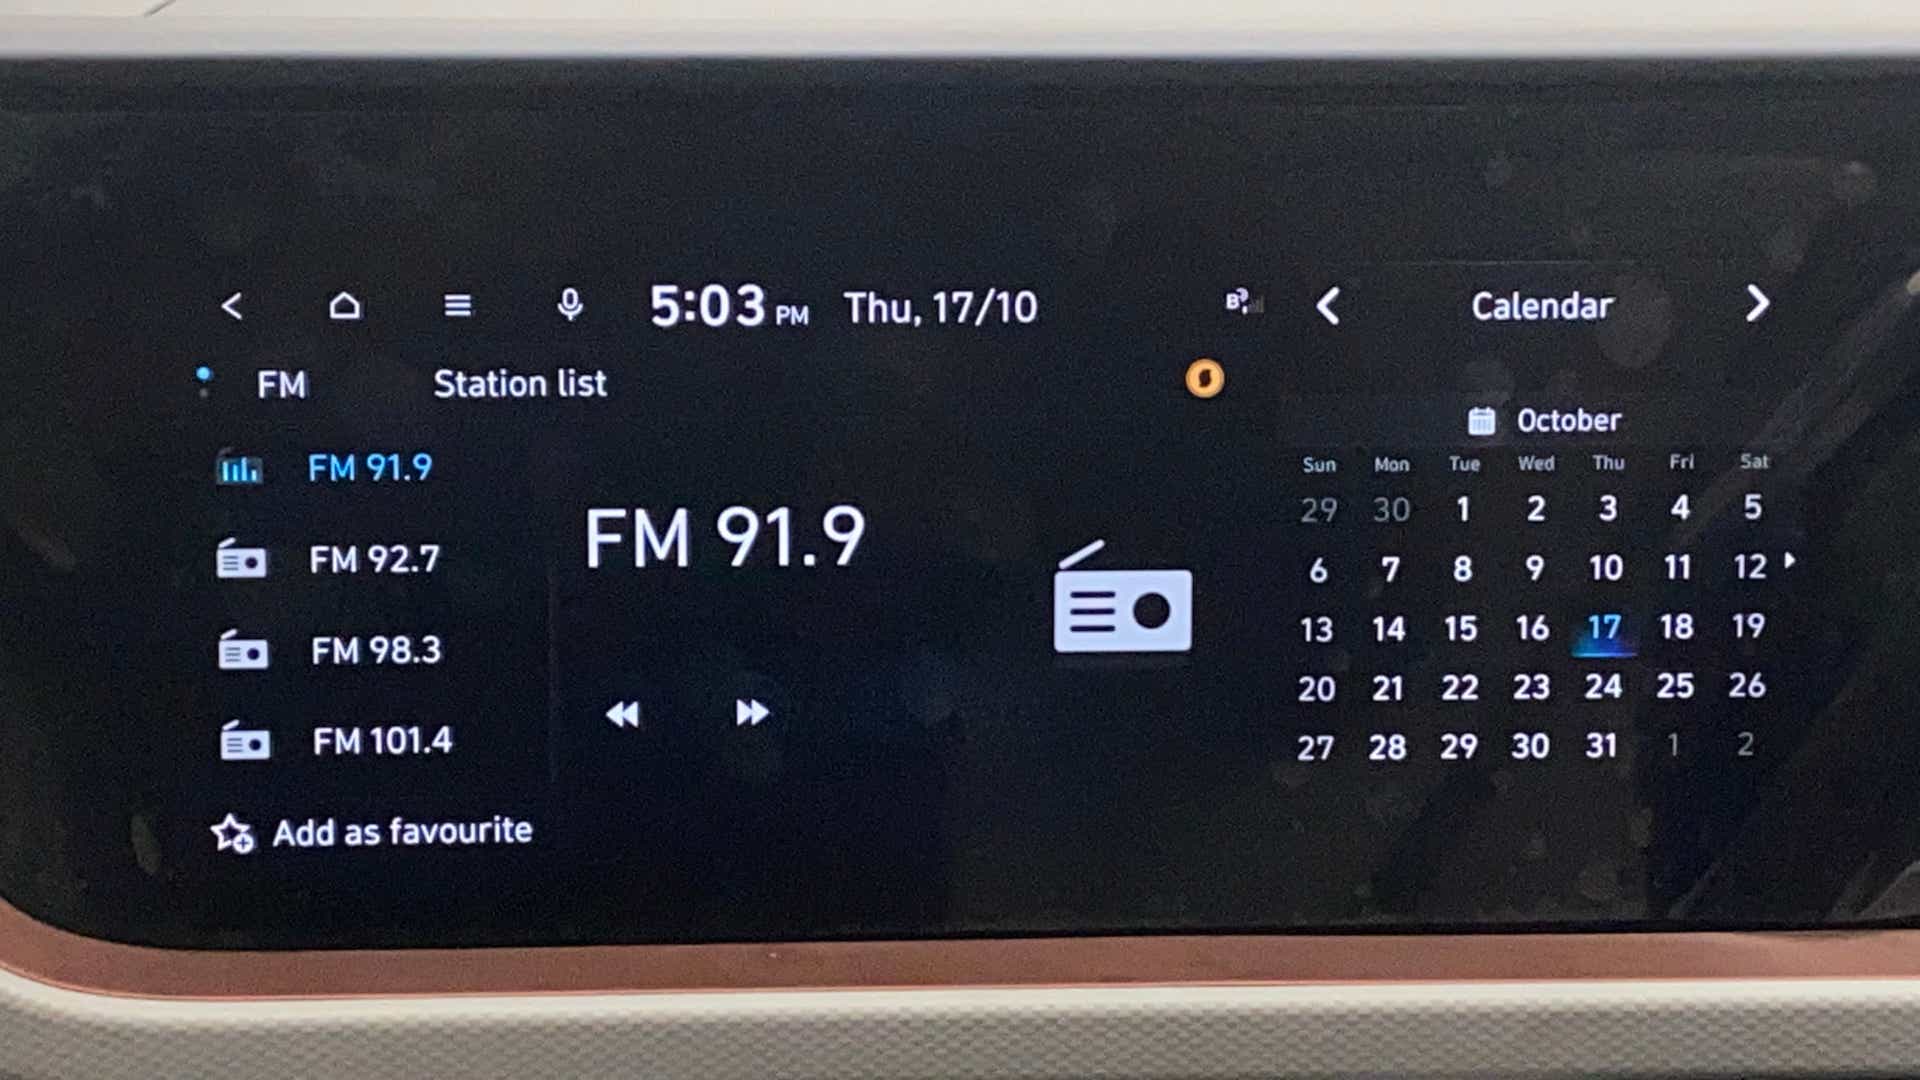 5:03 PM Thu, 17/10
FM Station list
FM 91.9
FM 92.7
FM 98.3
FM 101.4
Add as favourite
FM 91.9
Calendar
October
Sun Mon Tue Wed Thu Fri Sat
29 30 1 2 3 4 5
6 7 8 9 10 11 12
13 14 15 16 17 18 19
20 21 22 23 24 25 26
27 28 29 30 31 1 2